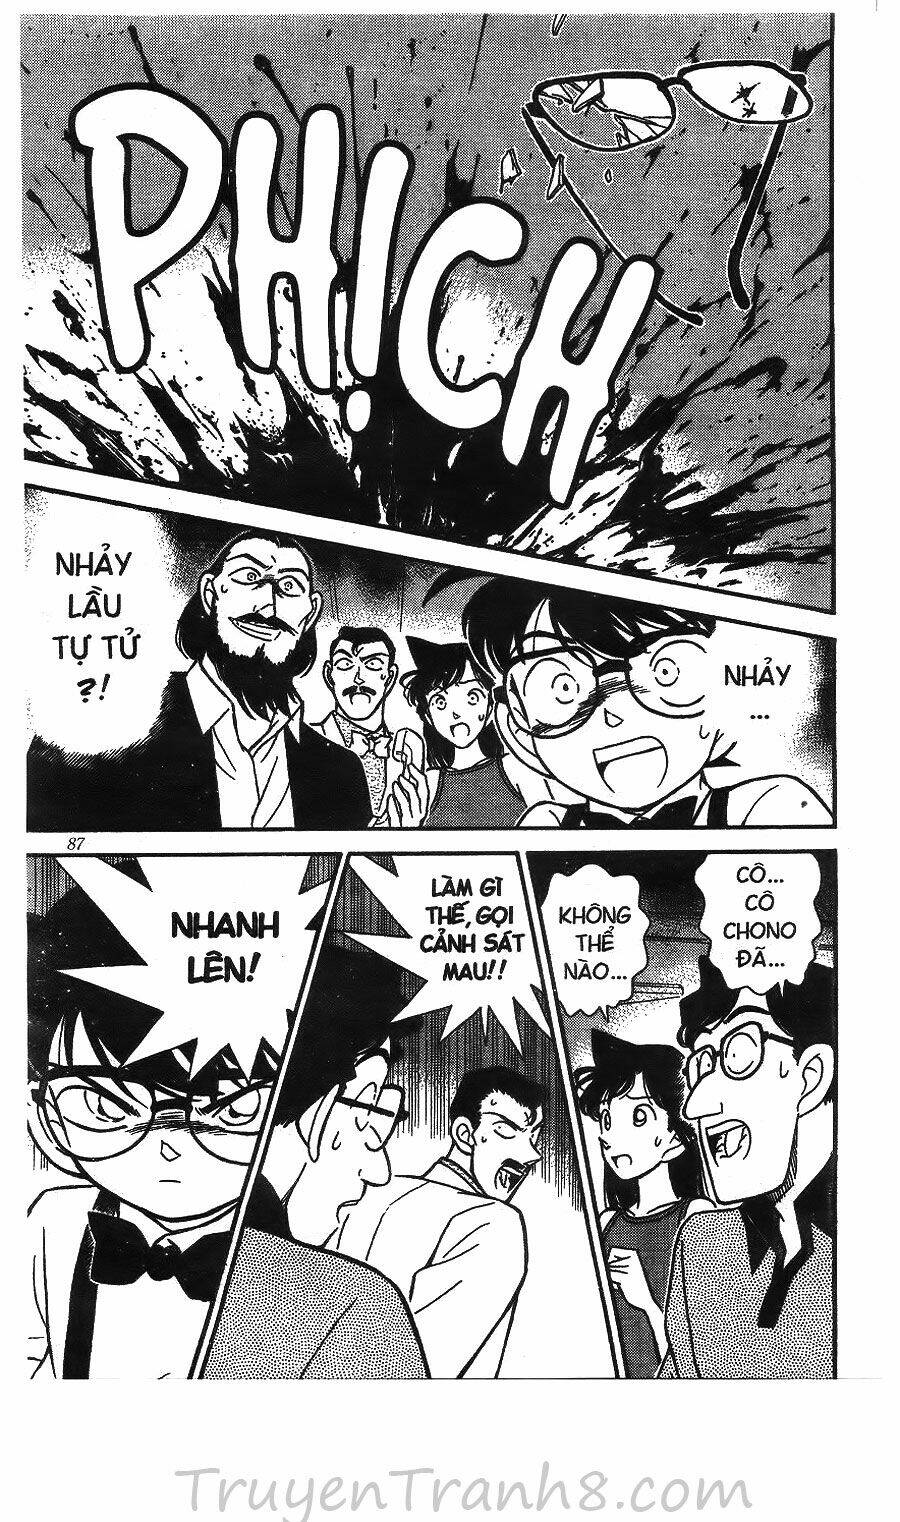 PHỊCH
NHẢY
...
NHẢY
LẦU
TỰ TỬ
?!
87
CÔ...
CÔ
CHONO
ĐÃ...
KHÔNG
THỂ
NÀO...
LÀM GÌ
THẾ, GỌI
CẢNH SÁT
MAU!!
NHANH
LÊN!
TruyenTranh8.com